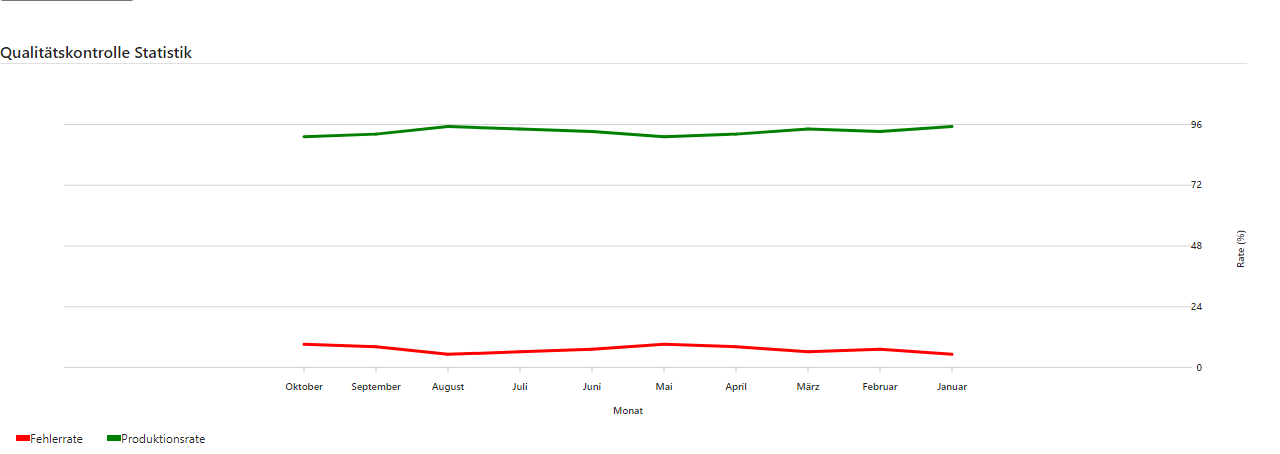 Qualitätskontrolle Statistik
96
72
48
24
0
Rate (%)
Oktober September August Juli Juni Mai April März Februar Januar
Monat
Fehlerrate Produktionsrate